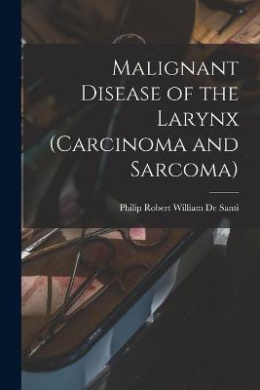 Malignant
Disease of the
Larynx
(Carcinoma and
Sarcoma)
Philip Robert William De Santi